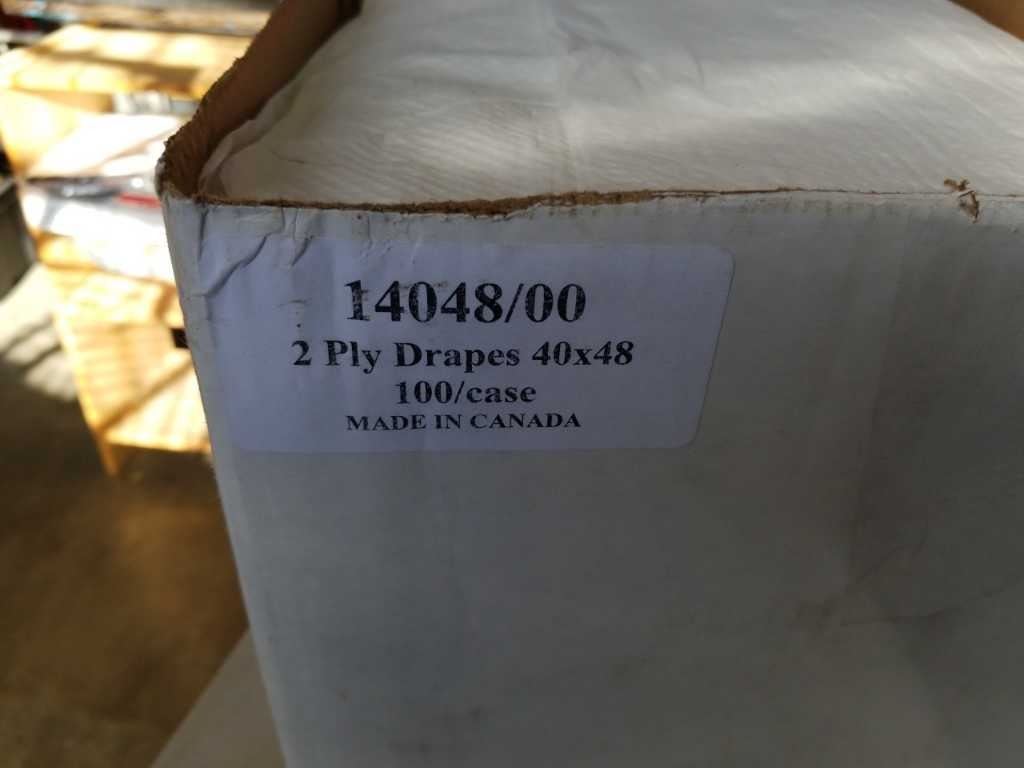 14048/00
2 Ply Drapes 40x48
100/case
MADE IN CANADA